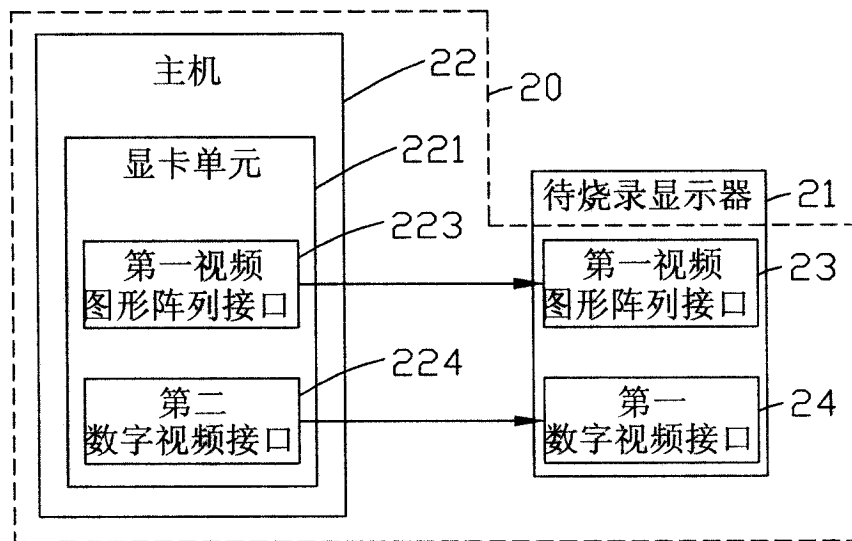 主机
22
20
显卡单元
221
待烧录显示器
21
第一视频
图形阵列接口
223
第一视频
图形阵列接口
23
第二
数字视频接口
224
第一
数字视频接口
24